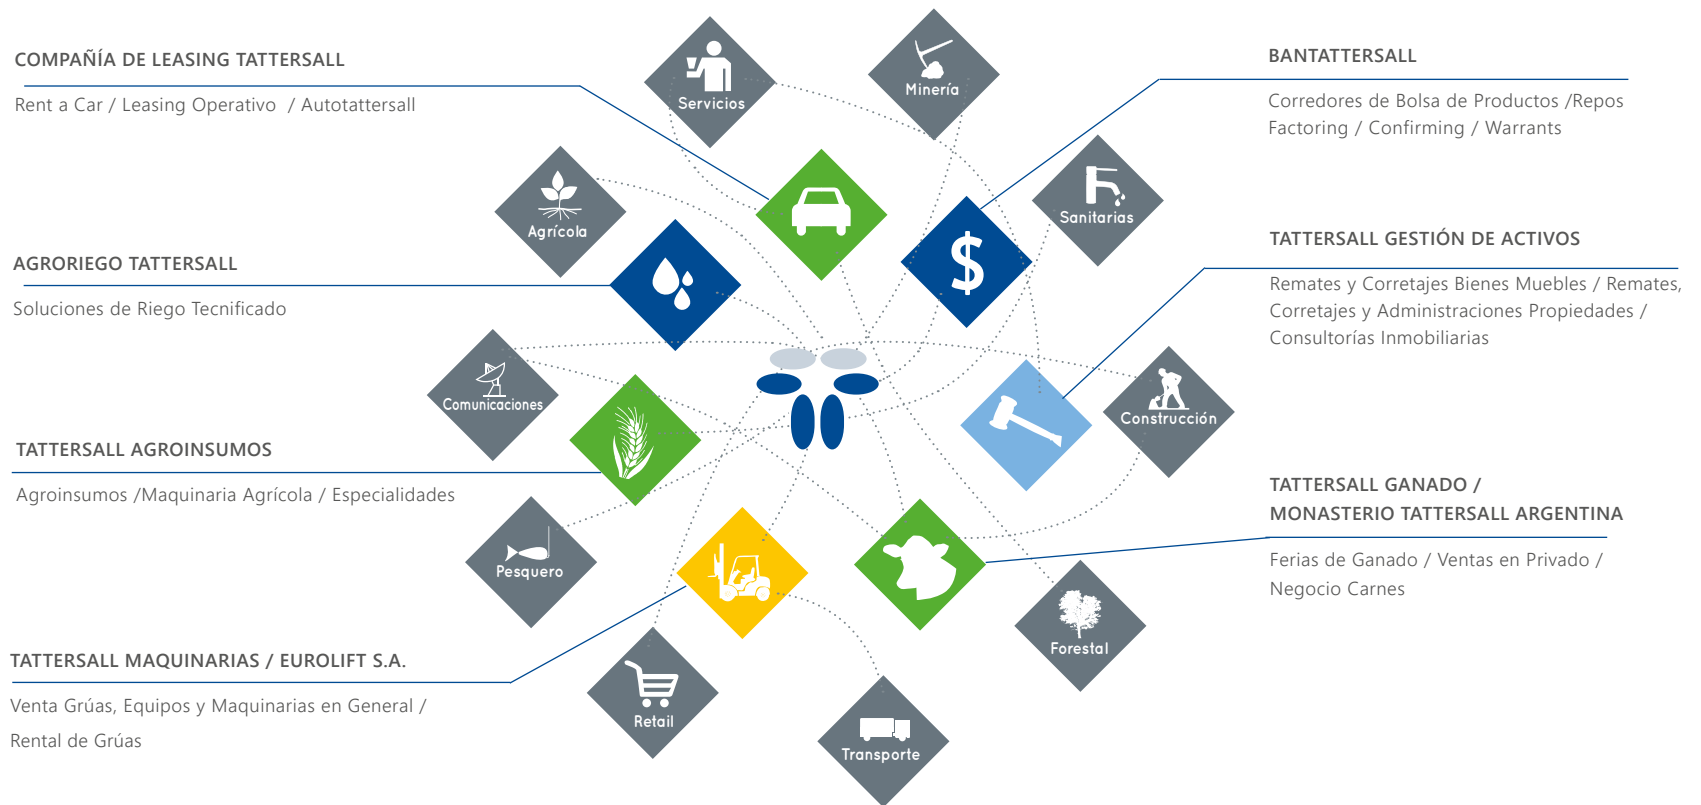 COMPAÑÍA DE LEASING TATTERSALL
Rent a Car / Leasing Operativo / Autotattersall
AGRORIEGO TATTERSALL
Soluciones de Riego Tecnificado
TATTERSALL AGROINSUMOS
Agroinsumos /Maquinaria Agrícola / Especialidades
TATTERSALL MAQUINARIAS / EUROLIFT S.A.
Venta Grúas, Equipos y Maquinarias en General /
Rental de Grúas
Servicios
Minería
Agrícola
Sanitarias
$
Comunicaciones
Construcción
Pesquero
Forestal
Retail
Transporte
BANTATTERSALL
Corredores de Bolsa de Productos /Repos
Factoring / Confirming / Warrants
TATTERSALL GESTIÓN DE ACTIVOS
Remates y Corretajes Bienes Muebles / Remates,
Corretajes y Administraciones Propiedades /
Consultorías Inmobiliarias
TATTERSALL GANADO /
MONASTERIO TATTERSALL ARGENTINA
Ferias de Ganado / Ventas en Privado /
Negocio Carnes